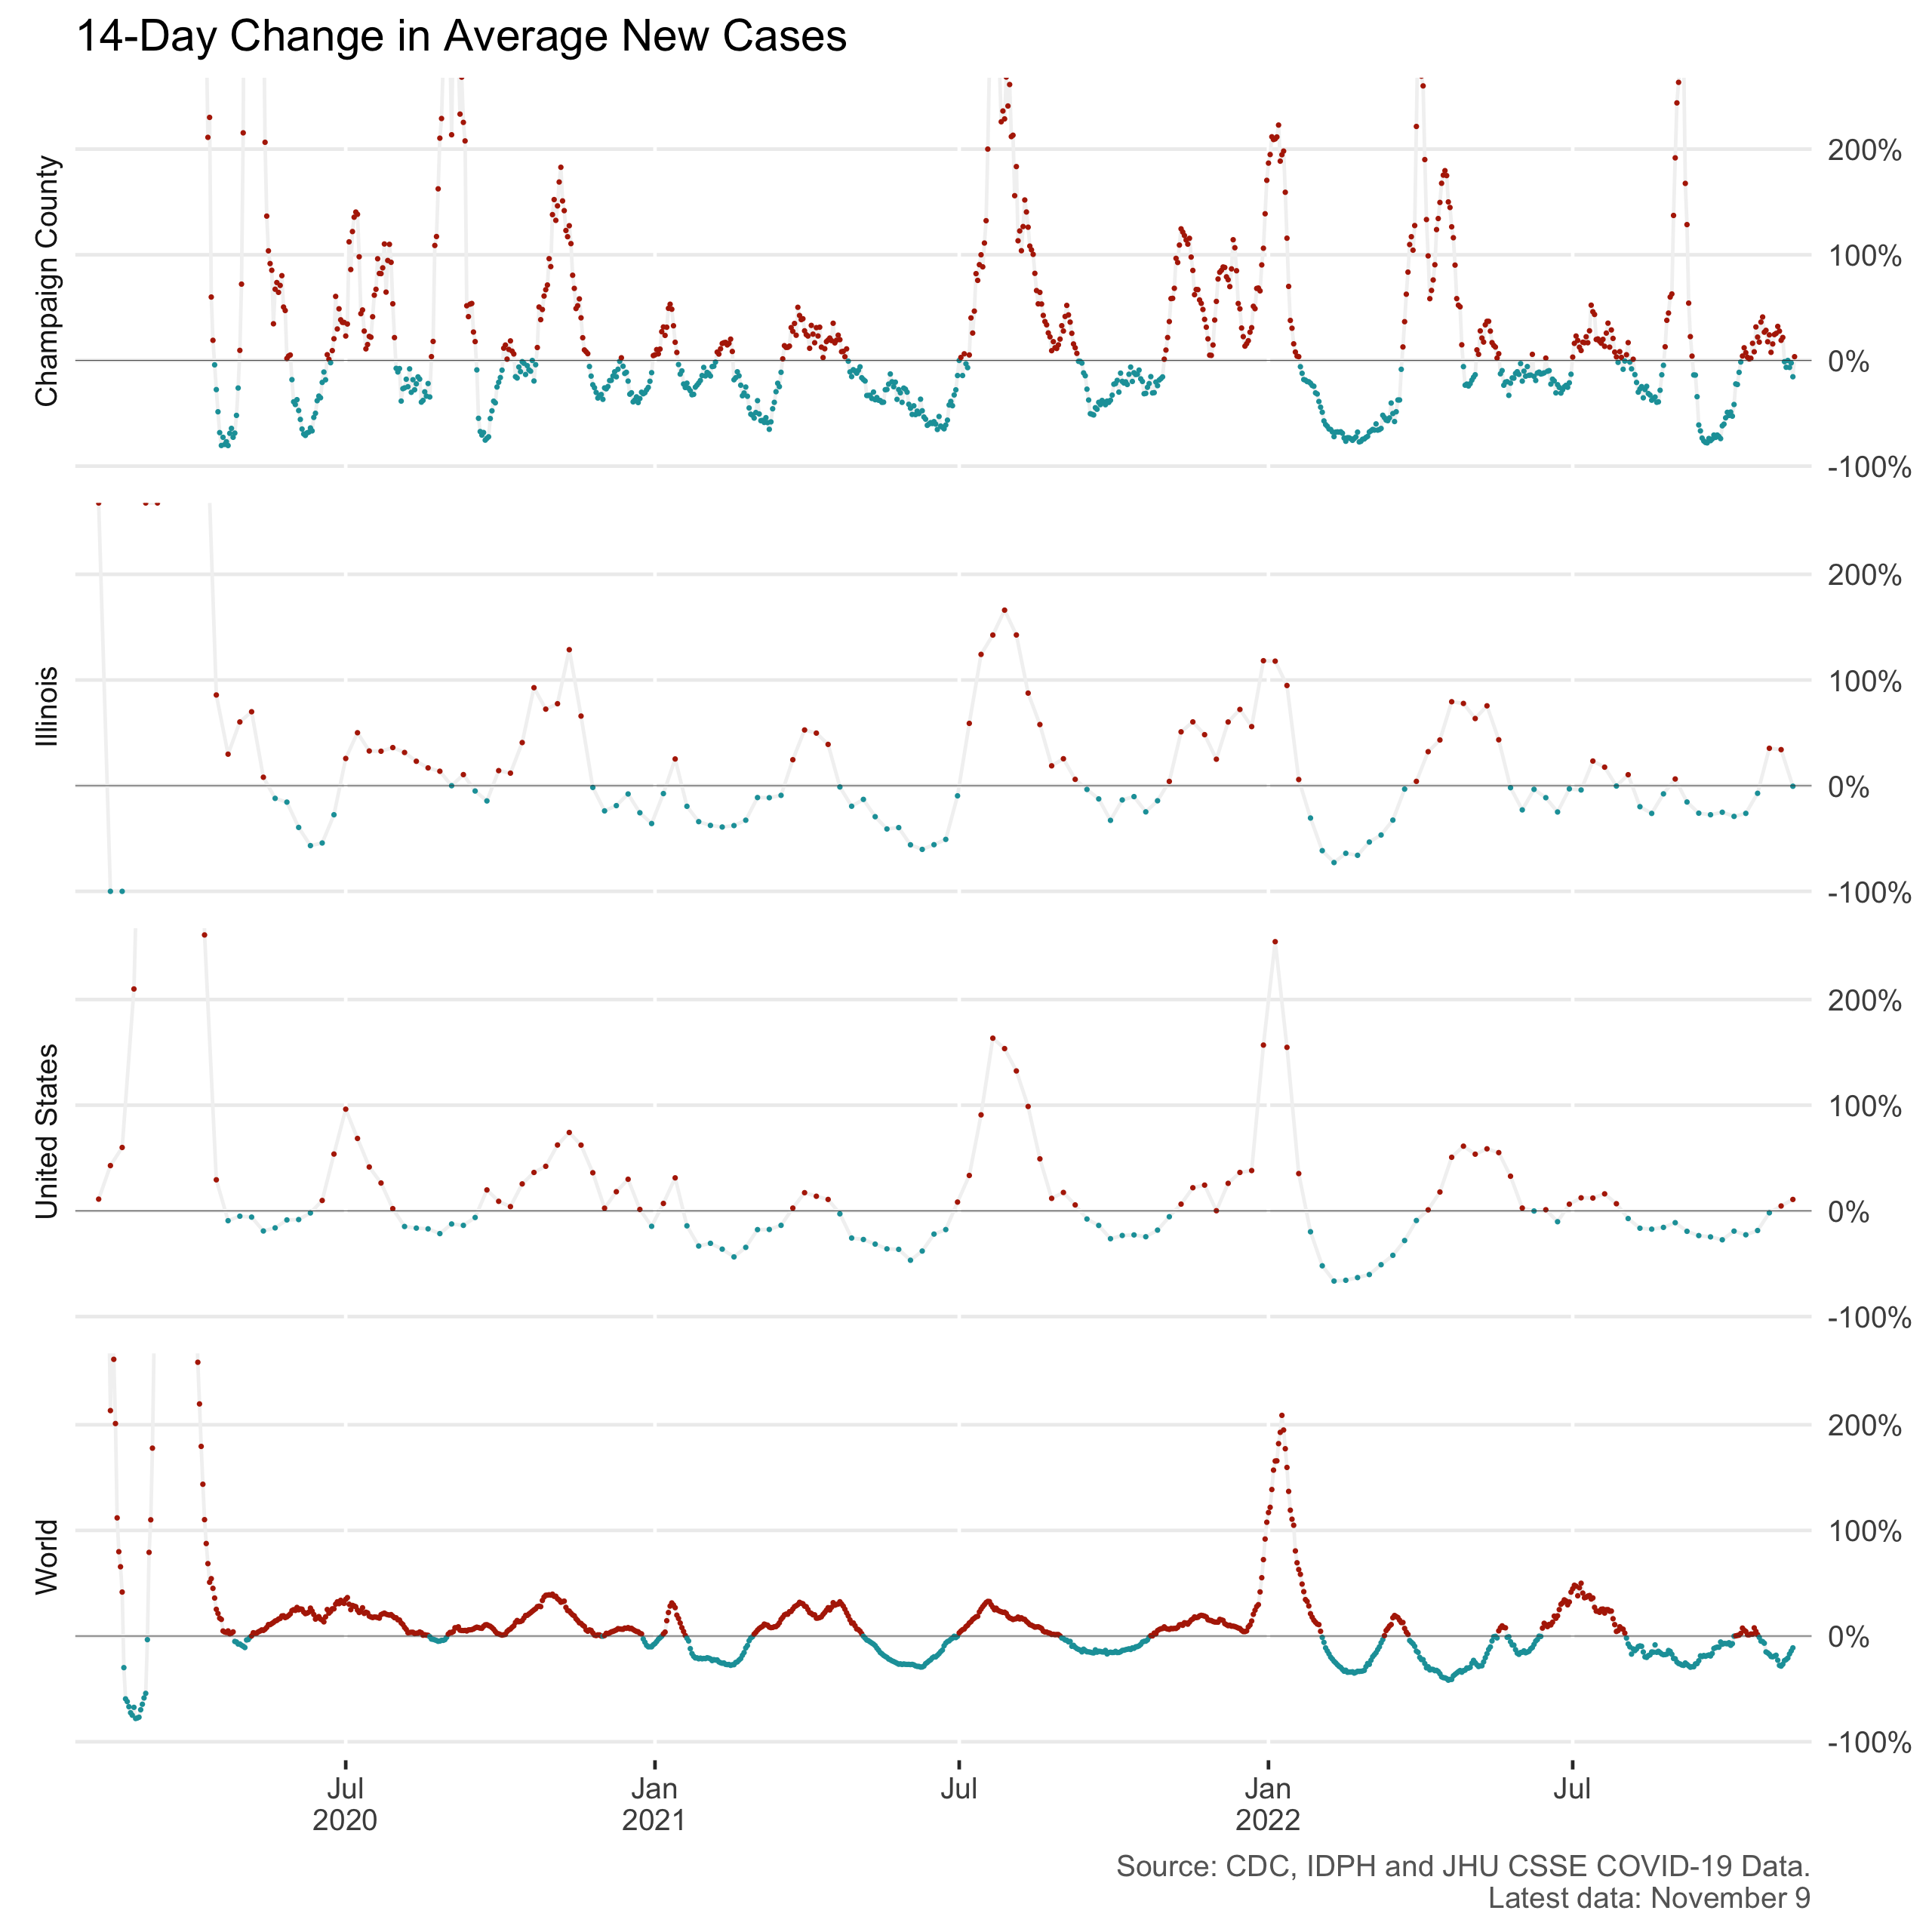 14-Day Change in Average New Cases
Champaign County
200%
100%
0%
-100%
Illinois
200%
100%
0%
-100%
United States
200%
100%
0%
-100%
World
200%
100%
0%
-100%
Jul
2020
Jan
2021
Jul
Jan
2022
Jul
Source: CDC, IDPH and JHU CSSE COVID-19 Data.
Latest data: November 9